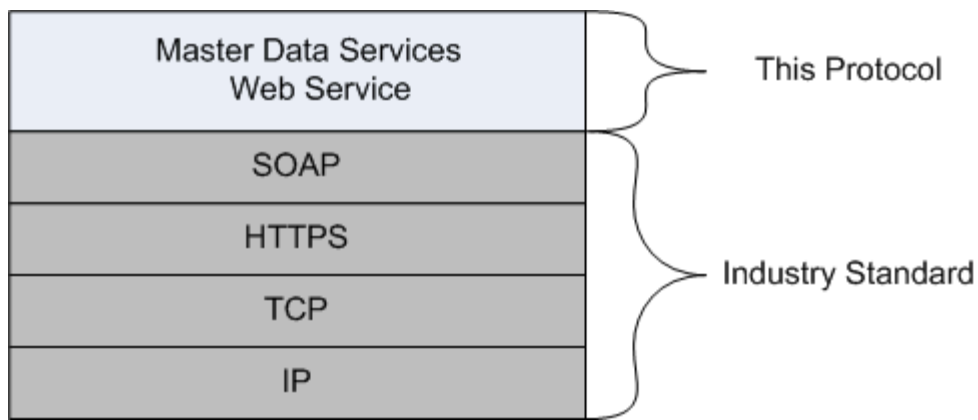 Master Data Services
Web Service
This Protocol
SOAP
HTTPS
TCP
IP
Industry Standard